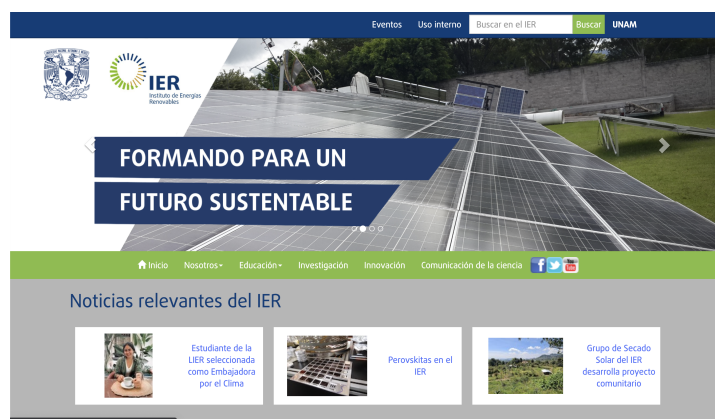 Eventos Uso interno Buscar en el IER Buscar UNAM
IER
Instituto de Energías
Renovables
FORMANDO PARA UN
FUTURO SUSTENTABLE
Inicio Nosotros Educación Investigación Innovación Comunicación de la ciencia
Noticias relevantes del IER
Estudiante de la
LIER seleccionada
como Embajadora
por el Clima
Perovskitas en el
IER
Grupo de Secado
Solar del IER
desarrolla proyecto
comunitario